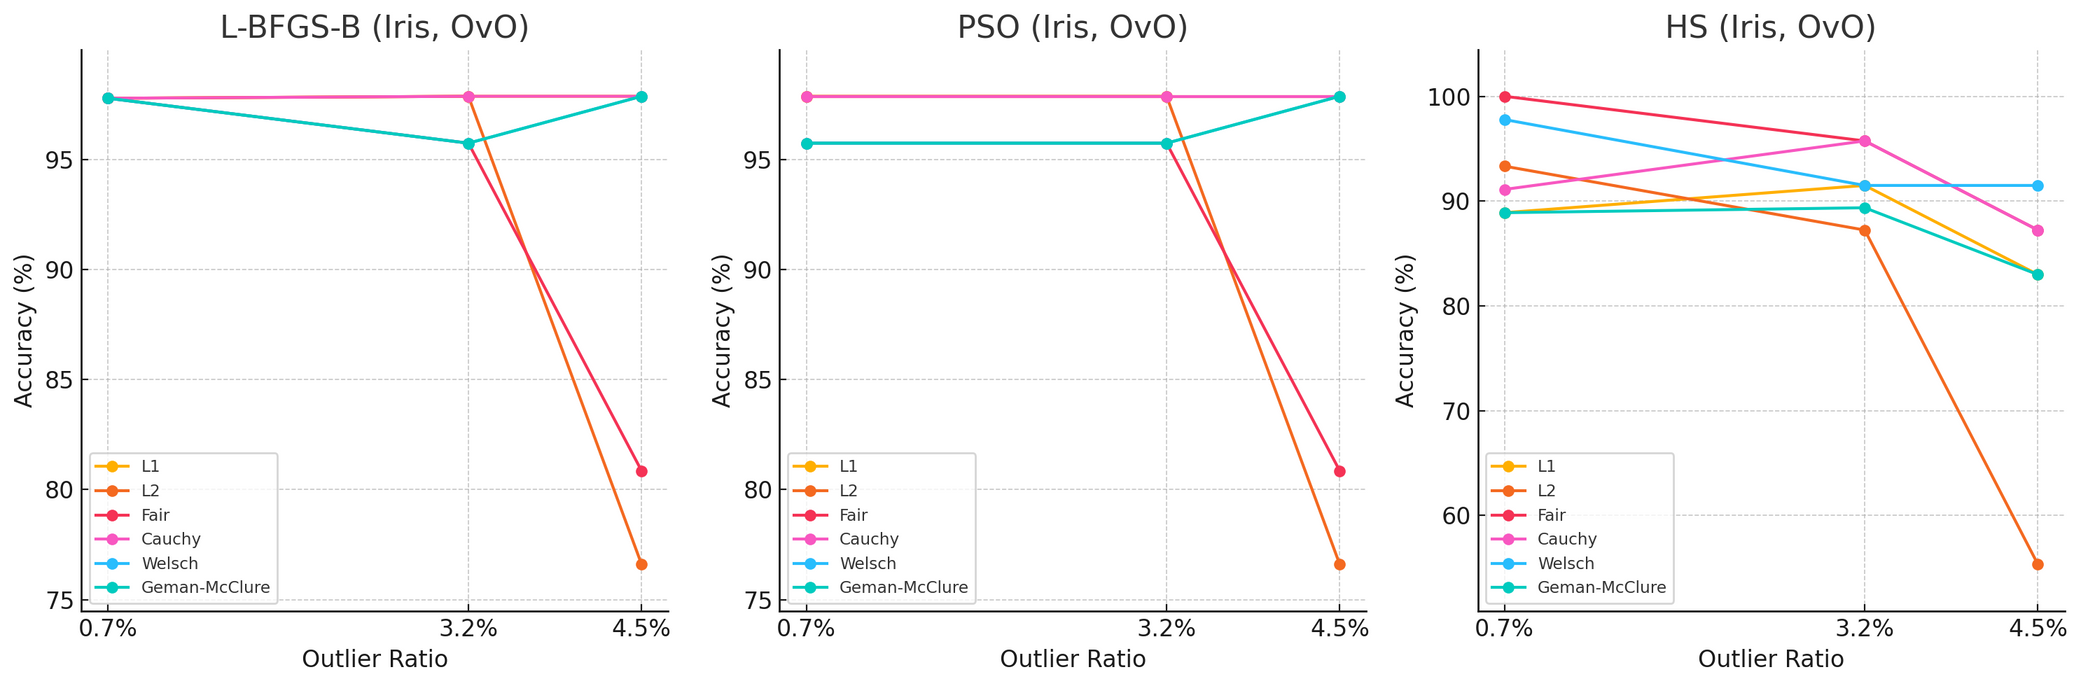 L-BFGS-B (Iris, OvO)
Accuracy (%)
95
90
85
80
75
L1
L2
Fair
Cauchy
Welsch
Geman-McClure
0.7%
3.2%
4.5%
Outlier Ratio
PSO (Iris, OvO)
Accuracy (%)
95
90
85
80
75
L1
L2
Fair
Cauchy
Welsch
Geman-McClure
0.7%
3.2%
4.5%
Outlier Ratio
HS (Iris, OvO)
Accuracy (%)
100
90
80
70
60
L1
L2
Fair
Cauchy
Welsch
Geman-McClure
0.7%
3.2%
4.5%
Outlier Ratio